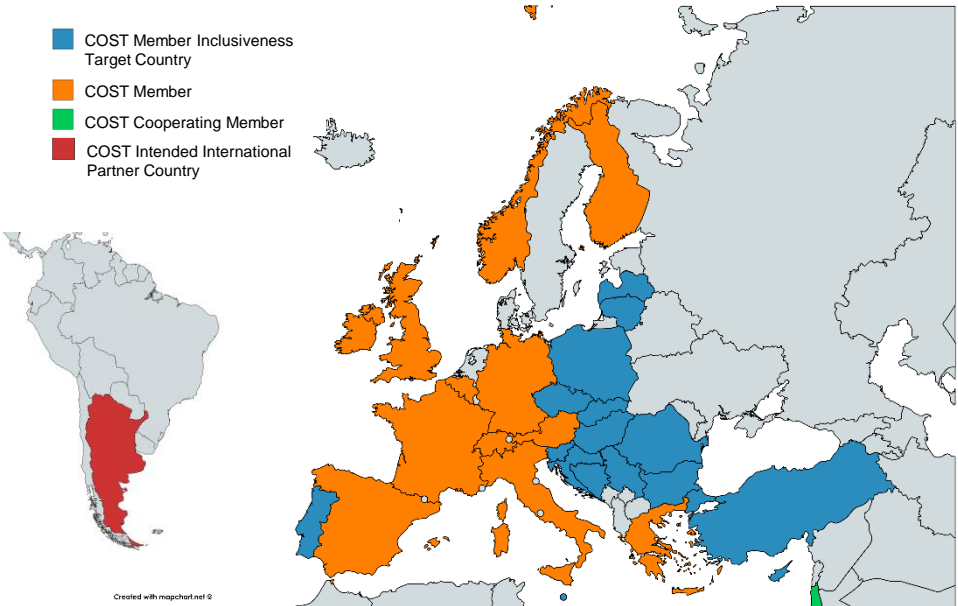 COST Member Inclusiveness
Target Country
COST Member
COST Cooperating Member
COST Intended International
Partner Country
Created with mapchart.net ©